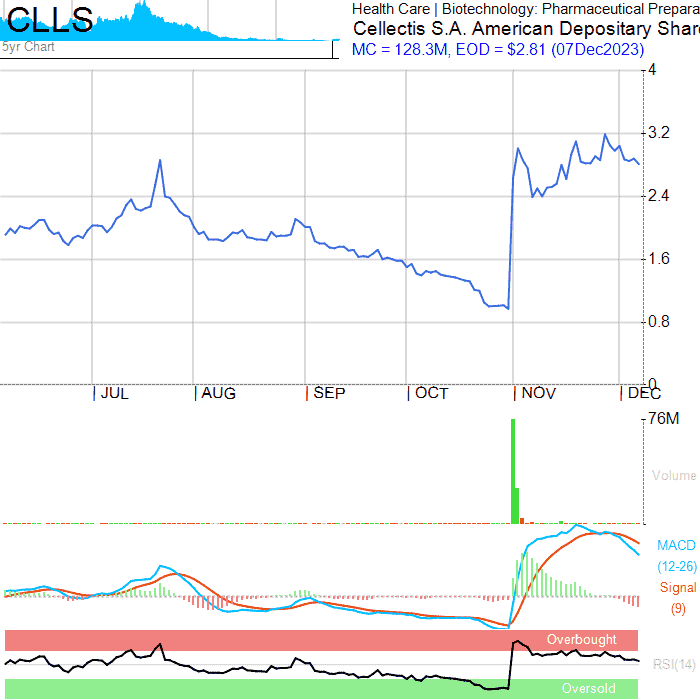 CLLS
5yr Chart
Health Care | Biotechnology: Pharmaceutical Prepara
Cellectis S.A. American Depositary Shar
MC = 128.3M, EOD = $2.81 (07Dec2023)
4
3.2
2.4
1.6
0.8
0
JUL
AUG
SEP
OCT
NOV
DEC
76M
Volume
MACD
(12-26)
Signal
(9)
Overbought
RSI(14)
Oversold